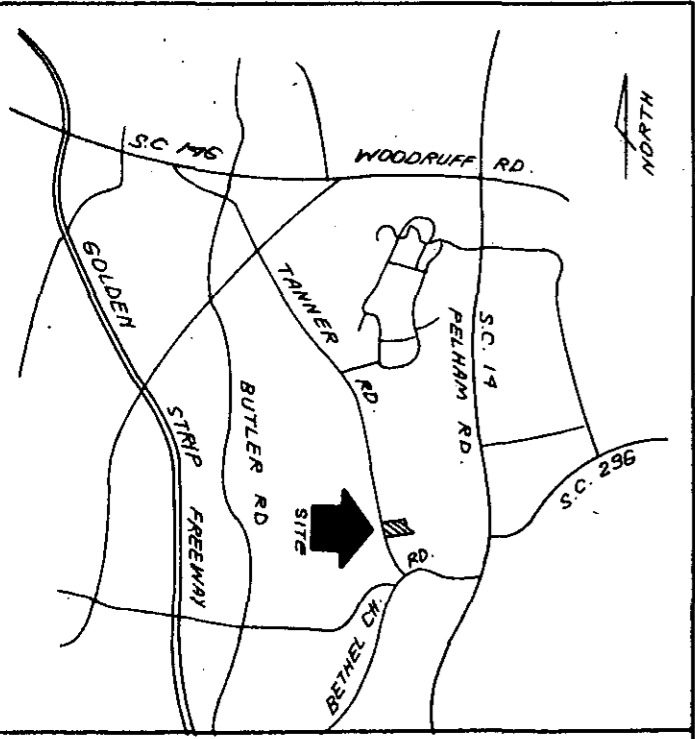 NORTH
S.C. 146
WOODRUFF RD.
GOLDEN
STRIP
FREEWAY
TANNER
RD.
BUTLER RD
S.C. 14
PELHAM RD.
S.C. 296
SITE
RD.
BETHEL CH.